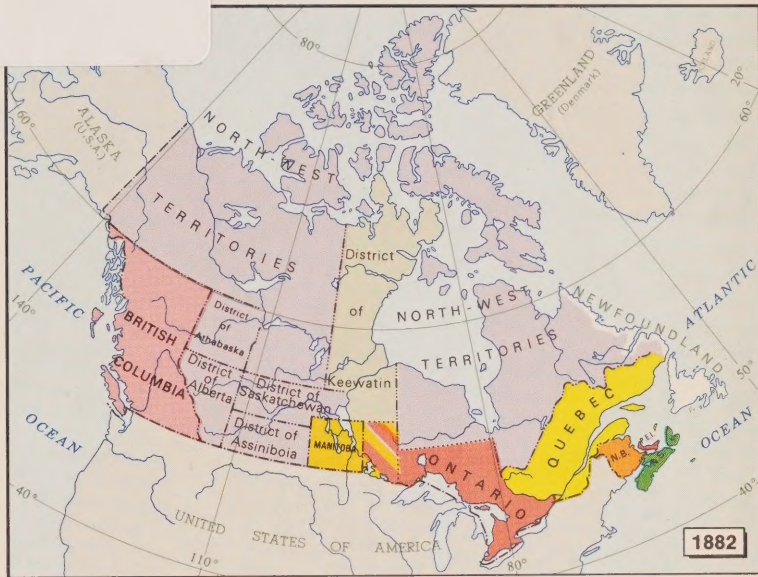 80°
20°
ICELAND
GREENLAND
(Denmark)
60°
ALASKA
(U.S.A.)
60°
NORTH-WEST
TERRITORIES
District
of
Keewatin
PACIFIC
OCEAN
140°
BRITISH
COLUMBIA
District
of
Athabaska
District
of
Alberta
District of
Saskatchewan
District of
Assiniboia
MANITOBA
NORTH-WEST
TERRITORIES
NEWFOUNDLAND
ATLANTIC
OCEAN
50°
ONTARIO
QUEBEC
N.B.
P.E.I.
N.S.
Fr.
40°
40°
UNITED STATES OF AMERICA
110°
80°
1882